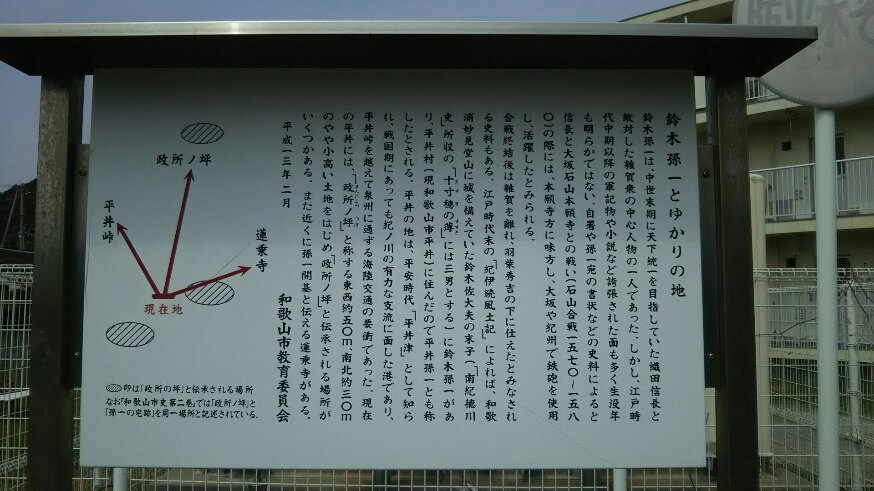 鈴木孫一とゆかりの地
鈴木孫一は、中世末期に天下統一を目指していた織田信長と
敵対した雑賀衆の中心人物の一人であった。しかし、江戸時
代中期以降の軍記物や小説など誇張された面も多く生没年
も明らかではない。自署や孫一宛の書状などの史料によると
信長と大坂石山本願寺との戦い(石山合戦一五七〇〜一五八
〇)の際には、本願寺方に味方し、大坂や紀州で鉄砲を使用
し、活躍したとみられる。
合戦終結後は雑賀を離れ、羽柴秀吉の下に仕えたとみなされ
る史料もある。江戸時代末の「紀伊続風土記」によれば、和歌
浦妙見堂山に城を構えていた鈴木佐大夫の末子(「南紀徳川
史」所収の「十寸穂の薄」には三男とする)に鈴木孫一があ
り、平井村(現和歌山市平井)に住んだので平井孫一とも称
したとされる。平井の地は、平安時代、「平井津」として知ら
れ、戦国期にあっても紀ノ川の有力な支流に面した港であり、
平井峠を越えて泉州に通ずる海陸交通の要衝であった。現在
の平井には、「政所ノ坪」と称する東西約五〇m、南北約三〇m
のやや小高い土地をはじめ「政所ノ坪」と伝承される場所が
いくつかある。また近くに孫一開基と伝える蓮乗寺がある。
平成一三年二月
和歌山市教育委員会
政所ノ坪
平井峠
蓮乗寺
現在地
印は「政所の坪」と伝承される場所
なお「和歌山市史 第二巻」では「政所ノ坪」と
「孫一の宅跡」を同一場所と記述されている。